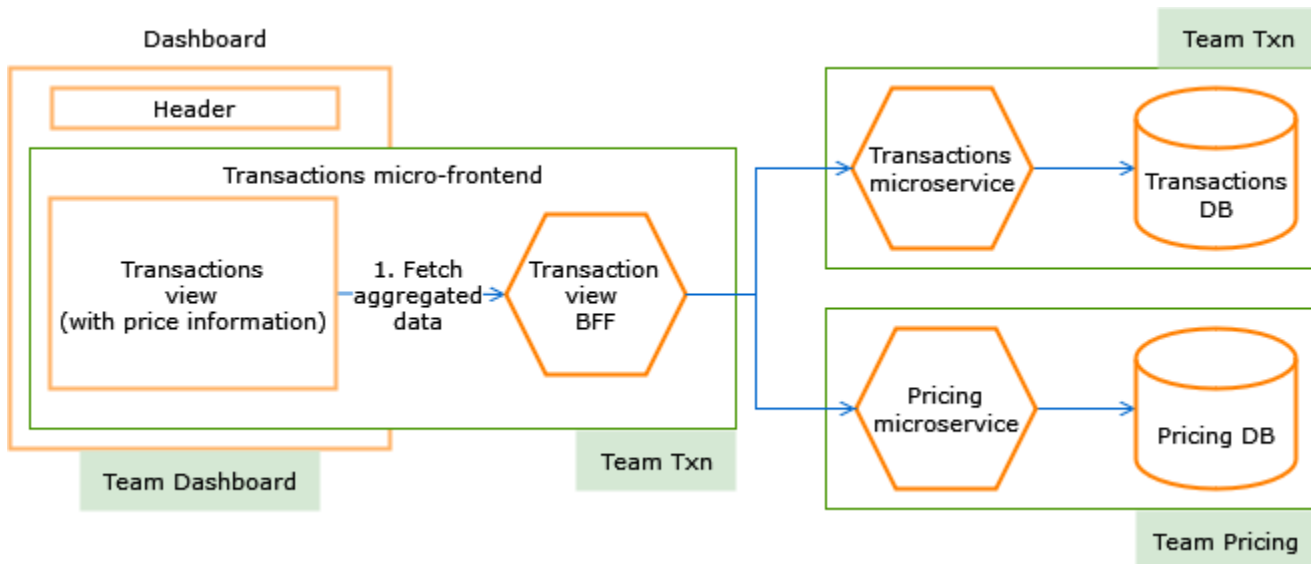 Dashboard
Team Txn
Header
Transactions micro-frontend
Transactions
microservice
Transactions
DB
Transactions
view
(with price information)
1. Fetch
aggregated
data
Transaction
view
BFF
Pricing
microservice
Pricing DB
Team Dashboard
Team Txn
Team Pricing